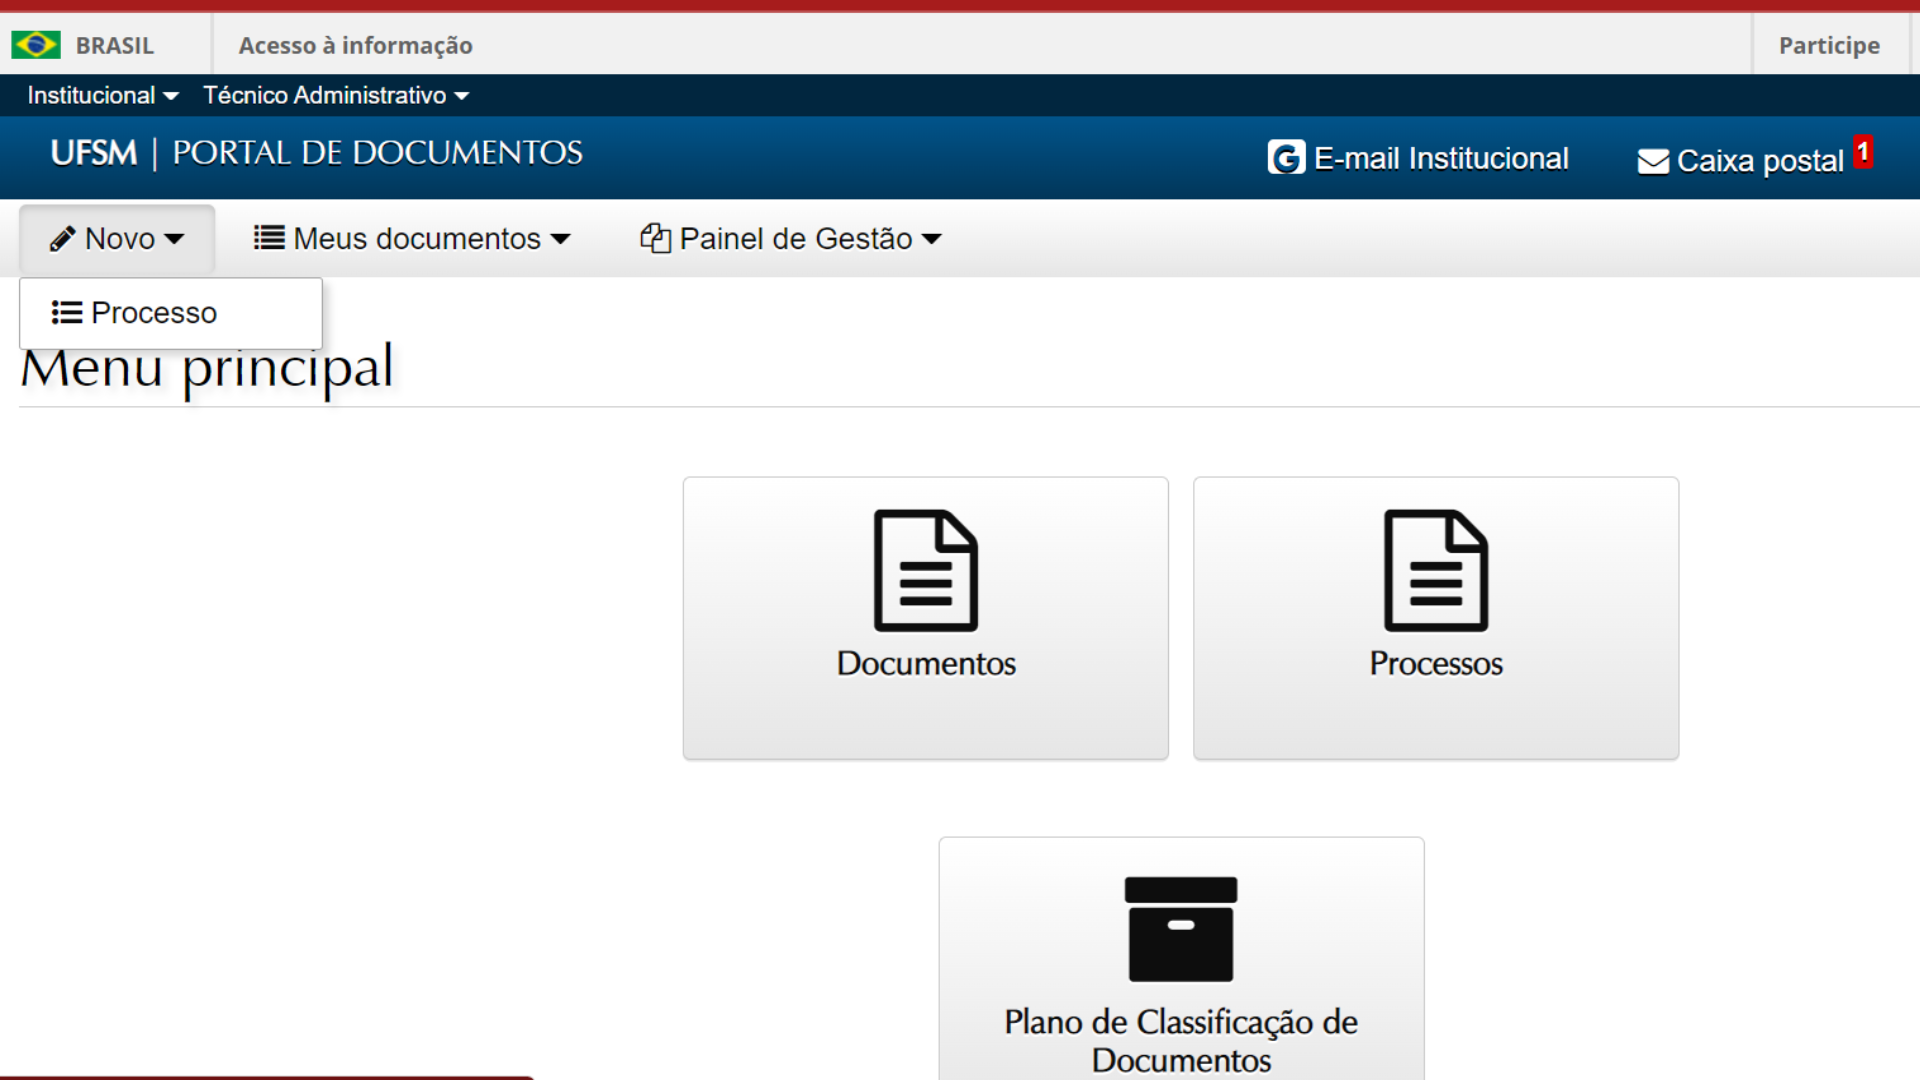 BRASIL
Acesso à informação
Participe
Institucional
Técnico Administrativo
UFSM | PORTAL DE DOCUMENTOS
E-mail Institucional
Caixa postal 1
Novo
Meus documentos
Painel de Gestão
Processo
Menu principal
Documentos
Processos
Plano de Classificação de
Documentos